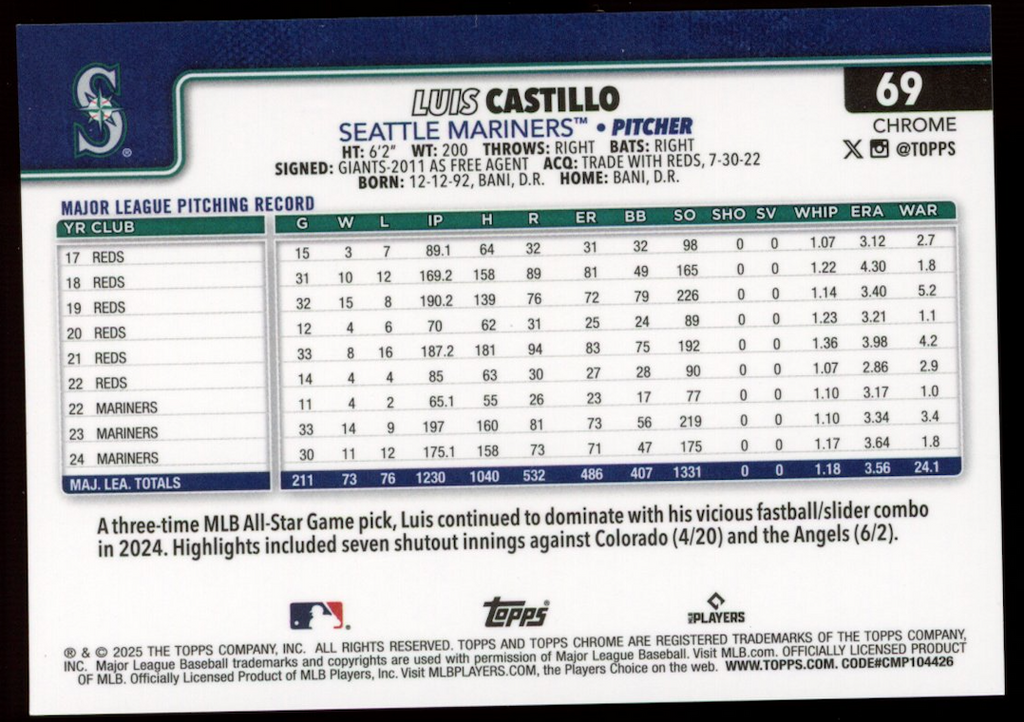 S
®
69
LUIS CASTILLO
CHROME
SEATTLE MARINERS™ • PITCHER
X @TOPPS
HT: 6'2" WT: 200 THROWS: RIGHT BATS: RIGHT
SIGNED: GIANTS-2011 AS FREE AGENT ACQ: TRADE WITH REDS, 7-30-22
BORN: 12-12-92, BANI, D.R. HOME: BANI, D.R.
MAJOR LEAGUE PITCHING RECORD
YR CLUB G W L IP H R ER BB SO SHO SV WHIP ERA WAR
17 REDS 15 3 7 89.1 64 32 31 32 98 0 0 1.07 3.12 2.7
18 REDS 31 10 12 169.2 158 89 81 49 165 0 0 1.22 4.30 1.8
19 REDS 32 15 8 190.2 139 76 72 79 226 0 0 1.14 3.40 5.2
20 REDS 12 4 6 70 62 31 25 24 89 0 0 1.23 3.21 1.1
21 REDS 33 8 16 187.2 181 94 83 75 192 0 0 1.36 3.98 4.2
22 REDS 14 4 4 85 63 30 27 28 90 0 0 1.07 2.86 2.9
22 MARINERS 11 4 2 65.1 55 26 23 17 77 0 0 1.10 3.17 1.0
23 MARINERS 33 14 9 197 160 81 73 56 219 0 0 1.10 3.34 3.4
24 MARINERS 30 11 12 175.1 158 73 71 47 175 0 0 1.17 3.64 1.8
MAJ. LEA. TOTALS 211 73 76 1230 1040 532 486 407 1331 0 0 1.18 3.56 24.1
A three-time MLB All-Star Game pick, Luis continued to dominate with his vicious fastball/slider combo
in 2024. Highlights included seven shutout innings against Colorado (4/20) and the Angels (6/2).
Topps® PLAYERS
® & © 2025 THE TOPPS COMPANY, INC. ALL RIGHTS RESERVED. TOPPS AND TOPPS CHROME ARE REGISTERED TRADEMARKS OF THE TOPPS COMPANY,
INC. Major League Baseball trademarks and copyrights are used with permission of Major League Baseball. Visit MLB.com. OFFICIALLY LICENSED PRODUCT
OF MLB. Officially Licensed Product of MLB Players, Inc. Visit MLBPLAYERS.COM, the Players Choice on the web. WWW.TOPPS.COM. CODE#CMP104426